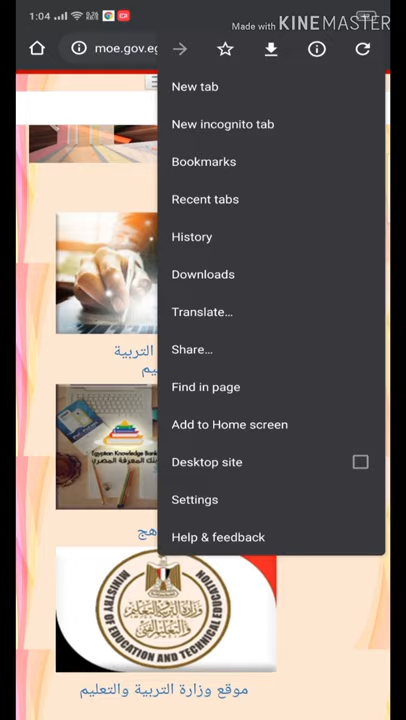 1:04
Made with KINEMASTER
moe.gov.eg
New tab
New incognito tab
Bookmarks
Recent tabs
History
Downloads
Translate...
Share...
Find in page
Add to Home screen
Desktop site
Settings
Help & feedback
التربية
Egyptian Knowledge Bank
بنك المعرفة المصري
وزارة التربية والتعليم
والتعليم الفني
MINISTRY OF EDUCATION AND TECHNICAL EDUCATION
موقع وزارة التربية والتعليم